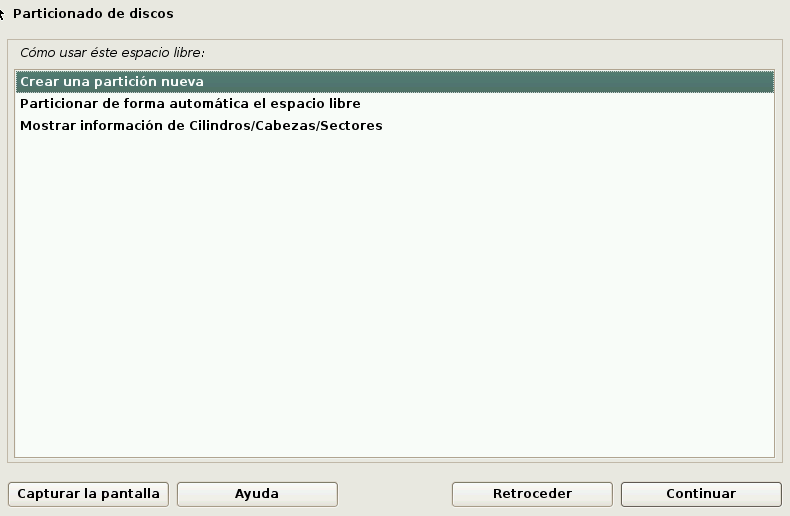 Particionado de discos
Cómo usar éste espacio libre:
Crear una partición nueva
Particionar de forma automática el espacio libre
Mostrar información de Cilindros/Cabezas/Sectores
Capturar la pantalla Ayuda Retroceder Continuar